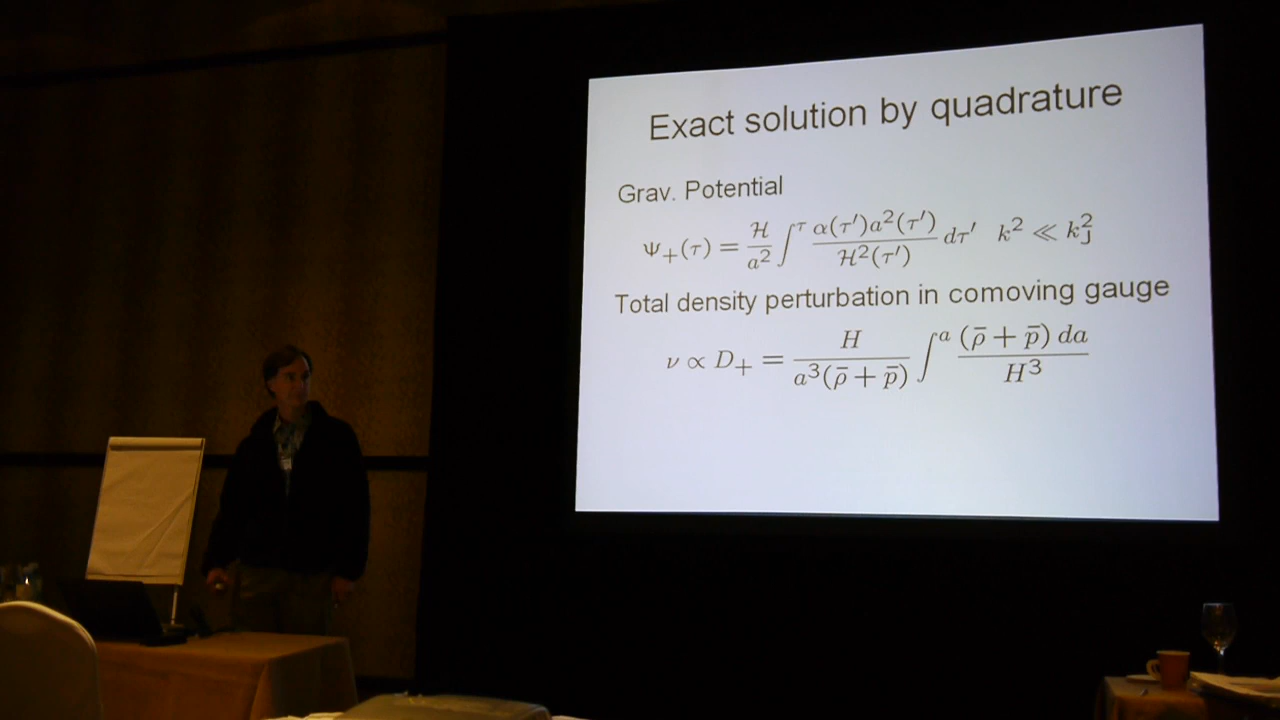 Exact solution by quadrature
Grav. Potential
Ψ₊(τ) = ℋ/a² ∫^τ α(τ′)a²(τ′)/ℋ²(τ′) dτ′ k² ≪ k_J²
Total density perturbation in comoving gauge
ν ∝ D₊ = H/a³(ρ̄ + p̄) ∫^a (ρ̄ + p̄) da/H³